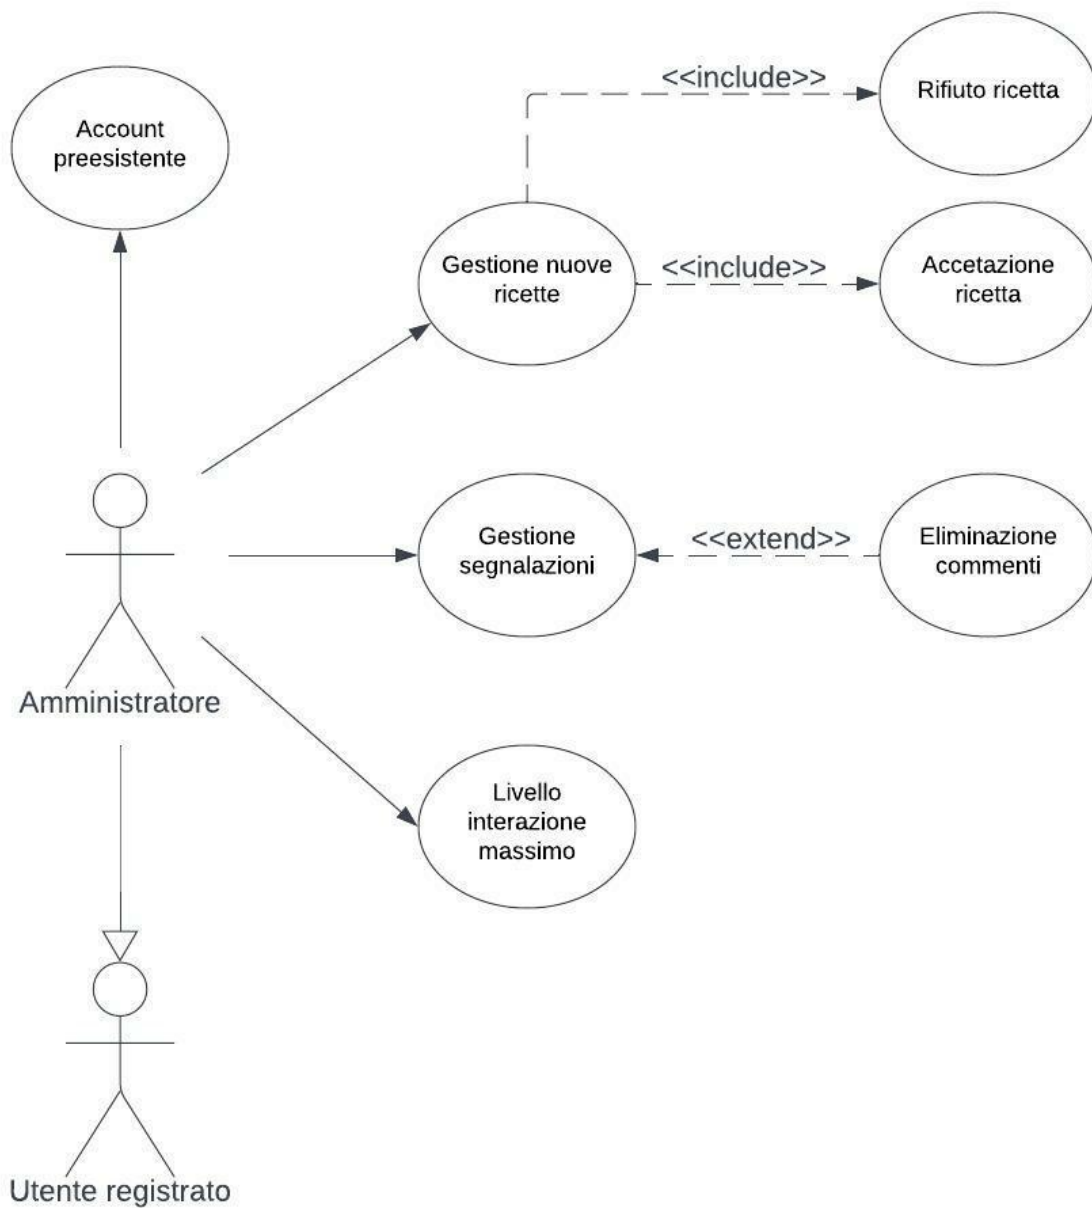 <<include>>
Rifiuto ricetta
Account
preesistente
Gestione nuove
ricette
<<include>>
Accetazione
ricetta
Gestione
segnalazioni
<<extend>>
Eliminazione
commenti
Amministratore
Livello
interazione
massimo
Utente registrato